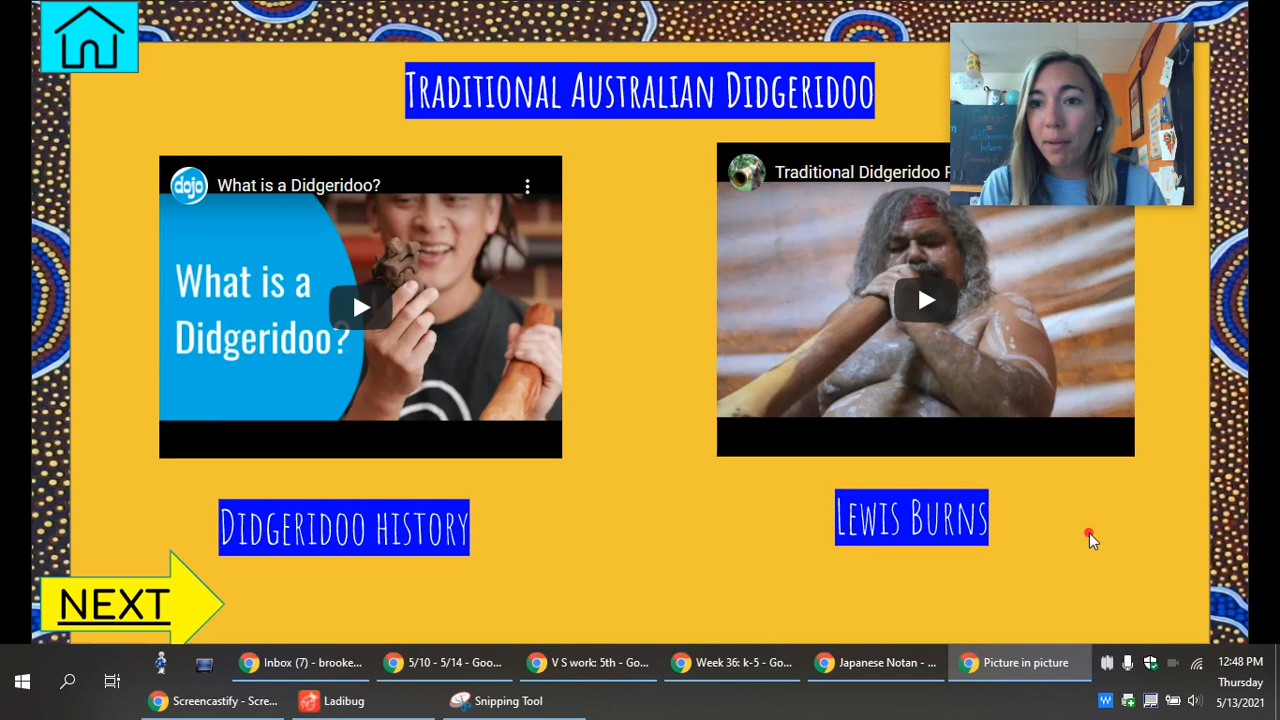 Traditional Australian Didgeridoo
dojo
What is a Didgeridoo?
Traditional Didgeridoo
What is a
Didgeridoo?
Didgeridoo history
Lewis Burns
NEXT
Inbox (7) - brooke...
5/10 - 5/14 - Goo...
V S work: 5th - Go...
Week 36: k-5 - Go...
Japanese Notan - ...
Picture in picture
12:48 PM
Thursday
5/13/2021
Screencastify - Scre...
Ladibug
Snipping Tool